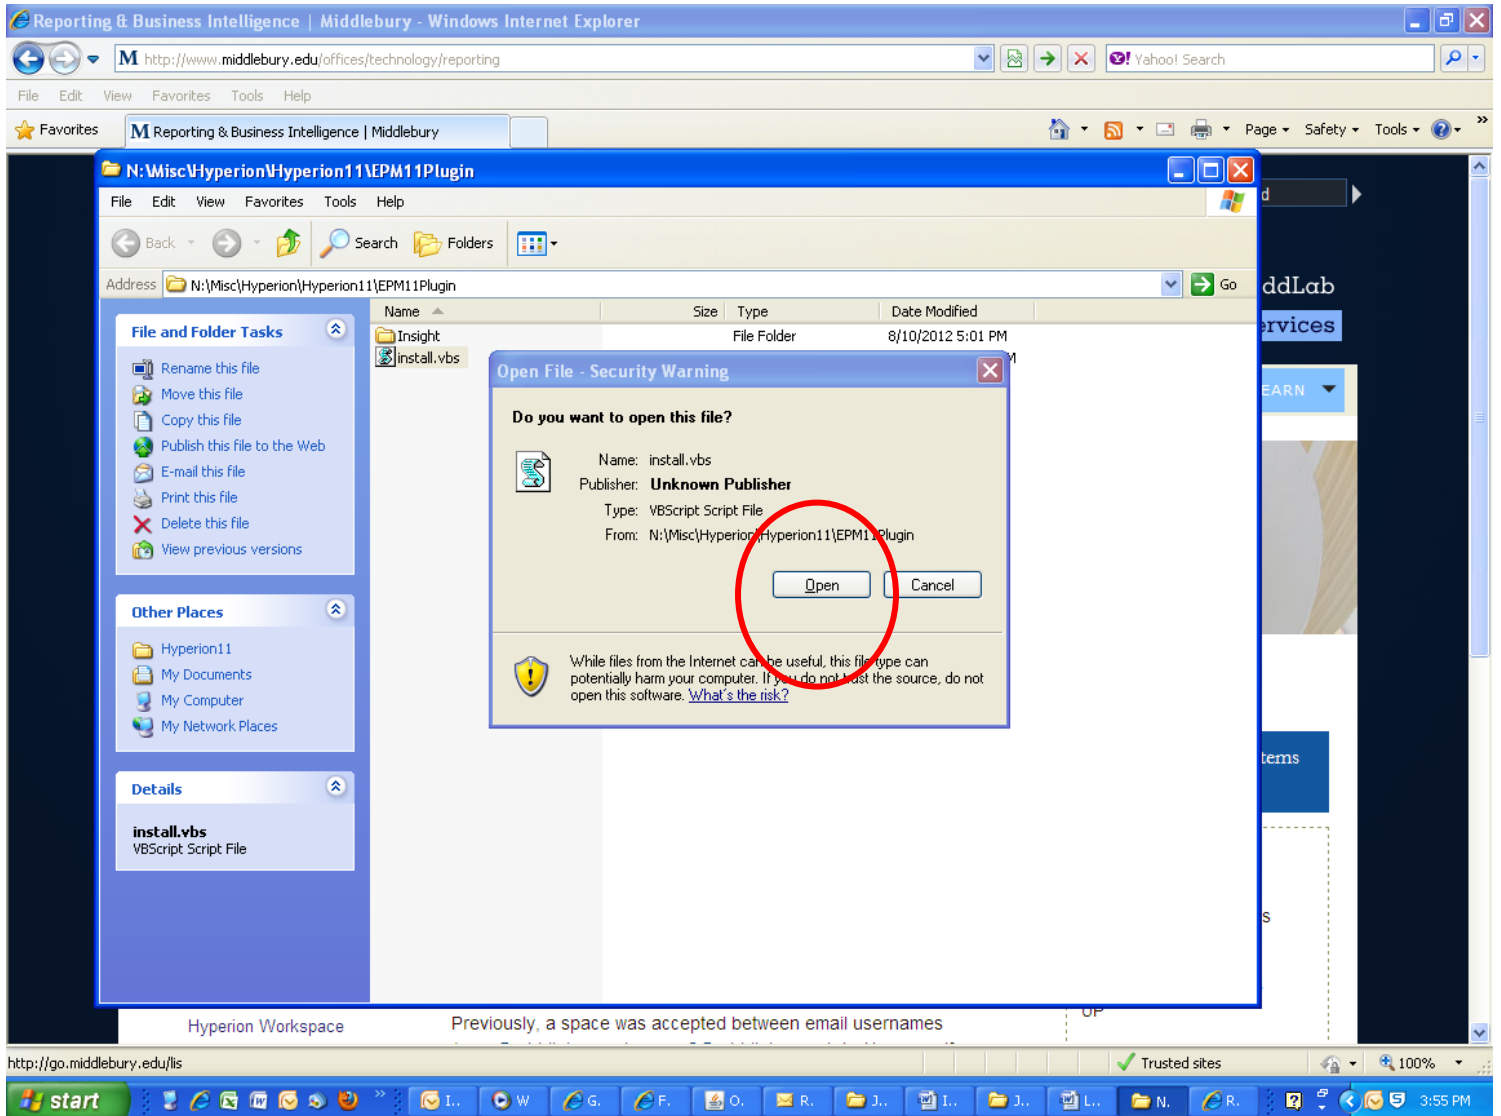 Reporting & Business Intelligence | Middlebury - Windows Internet Explorer
M http://www.middlebury.edu/offices/technology/reporting
Yahoo! Search
File Edit View Favorites Tools Help
Favorites
M Reporting & Business Intelligence | Middlebury
Page Safety Tools
N:\Misc\Hyperion\Hyperion11\EPM11Plugin
File Edit View Favorites Tools Help
Back Search Folders
Address N:\Misc\Hyperion\Hyperion11\EPM11Plugin Go
Name Size Type Date Modified
Insight File Folder 8/10/2012 5:01 PM
install.vbs
File and Folder Tasks
Rename this file
Move this file
Copy this file
Publish this file to the Web
E-mail this file
Print this file
Delete this file
View previous versions
Other Places
Hyperion11
My Documents
My Computer
My Network Places
Details
install.vbs
VBScript Script File
Open File - Security Warning
Do you want to open this file?
Name: install.vbs
Publisher: Unknown Publisher
Type: VBScript Script File
From: N:\Misc\Hyperion\Hyperion11\EPM11Plugin
Open Cancel
While files from the Internet can be useful, this file type can
potentially harm your computer. If you do not trust the source, do not
open this software. What's the risk?
d
ddLab
ervices
EARN
tems
s
UP
Hyperion Workspace
Previously, a space was accepted between email usernames
http://go.middlebury.edu/lis
Trusted sites
100%
start
I..
W
G.
F.
O.
R.
J..
I..
J..
L..
N.
R.
3:55 PM